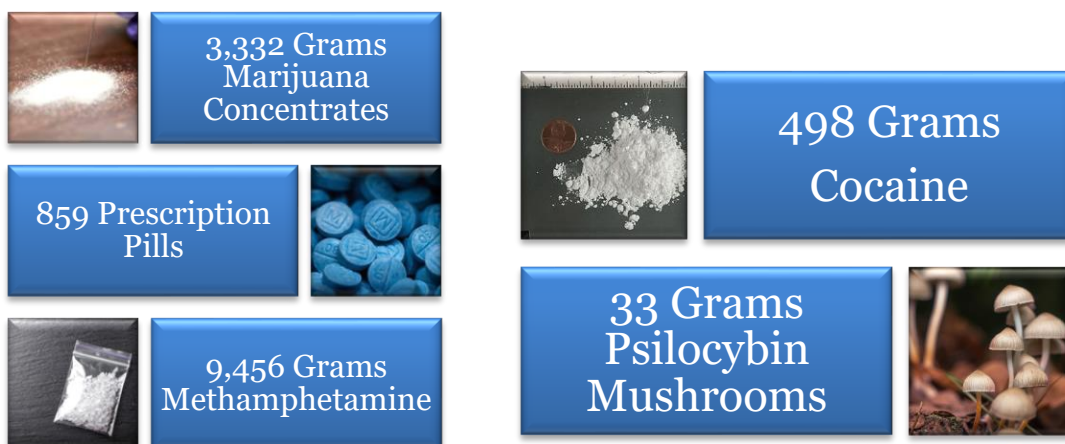 3,332 Grams
Marijuana
Concentrates
859 Prescription
Pills
9,456 Grams
Methamphetamine
498 Grams
Cocaine
33 Grams
Psilocybin
Mushrooms